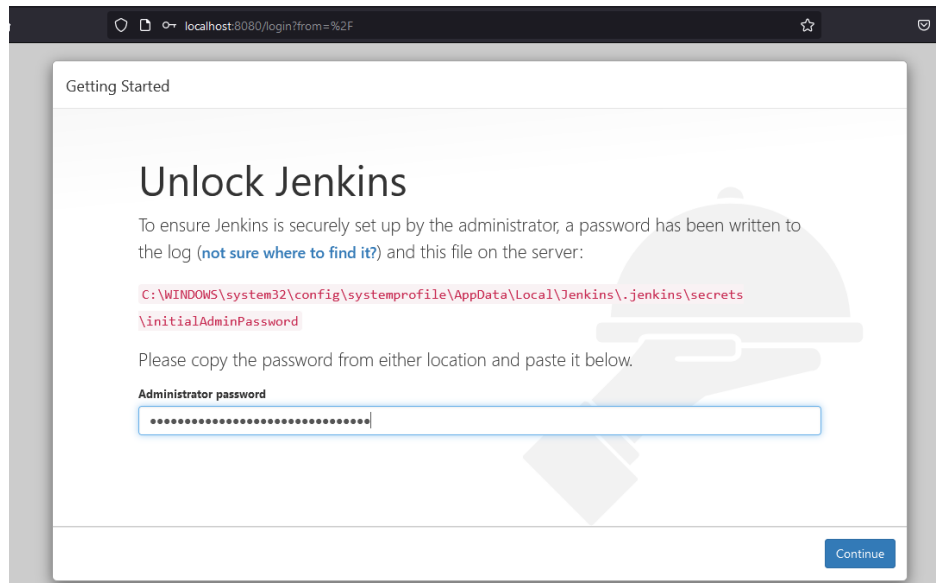 localhost:8080/login?from=%2F
Getting Started
Unlock Jenkins
To ensure Jenkins is securely set up by the administrator, a password has been written to
the log (not sure where to find it?) and this file on the server:
C:\WINDOWS\system32\config\systemprofile\AppData\Local\Jenkins\.jenkins\secrets
\initialAdminPassword
Please copy the password from either location and paste it below.
Administrator password
••••••••••••••••••••••••••••••••
Continue